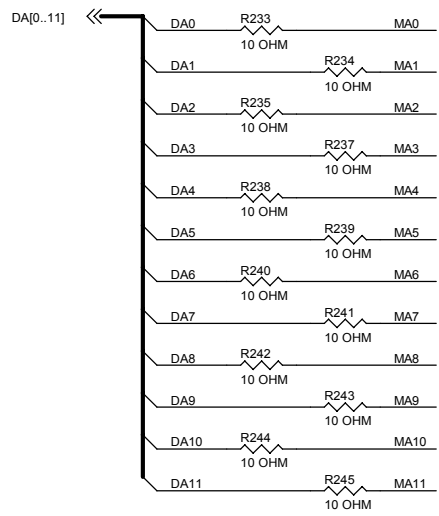 DA[0..11]
DA0 R233 MA0
10 OHM
DA1 R234 MA1
10 OHM
DA2 R235 MA2
10 OHM
DA3 R237 MA3
10 OHM
DA4 R238 MA4
10 OHM
DA5 R239 MA5
10 OHM
DA6 R240 MA6
10 OHM
DA7 R241 MA7
10 OHM
DA8 R242 MA8
10 OHM
DA9 R243 MA9
10 OHM
DA10 R244 MA10
10 OHM
DA11 R245 MA11
10 OHM